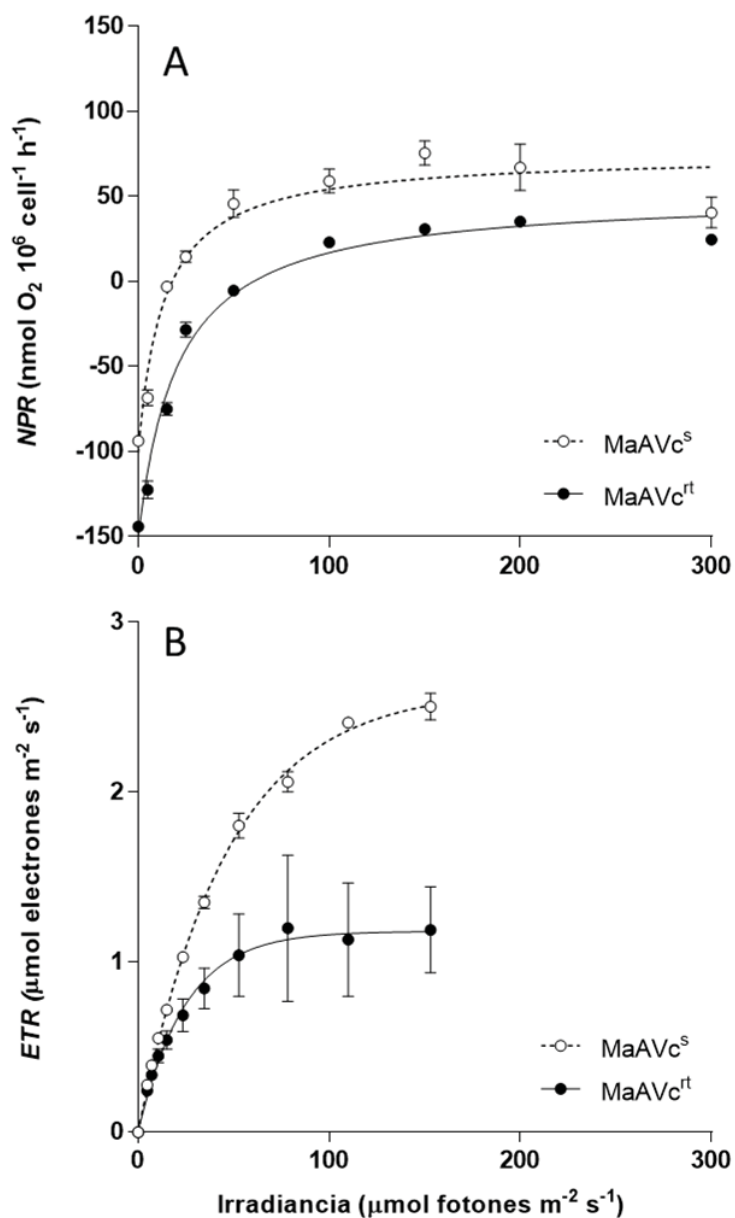 A
150
100
50
0
-50
-100
-150
NPR (nmol O₂ 10⁶ cell⁻¹ h⁻¹)
MaAVcˢ
MaAVcʳᵗ
0 100 200 300
B
3
2
1
0
ETR (µmol electrones m⁻² s⁻¹)
MaAVcˢ
MaAVcʳᵗ
0 100 200 300
Irradiancia (µmol fotones m⁻² s⁻¹)